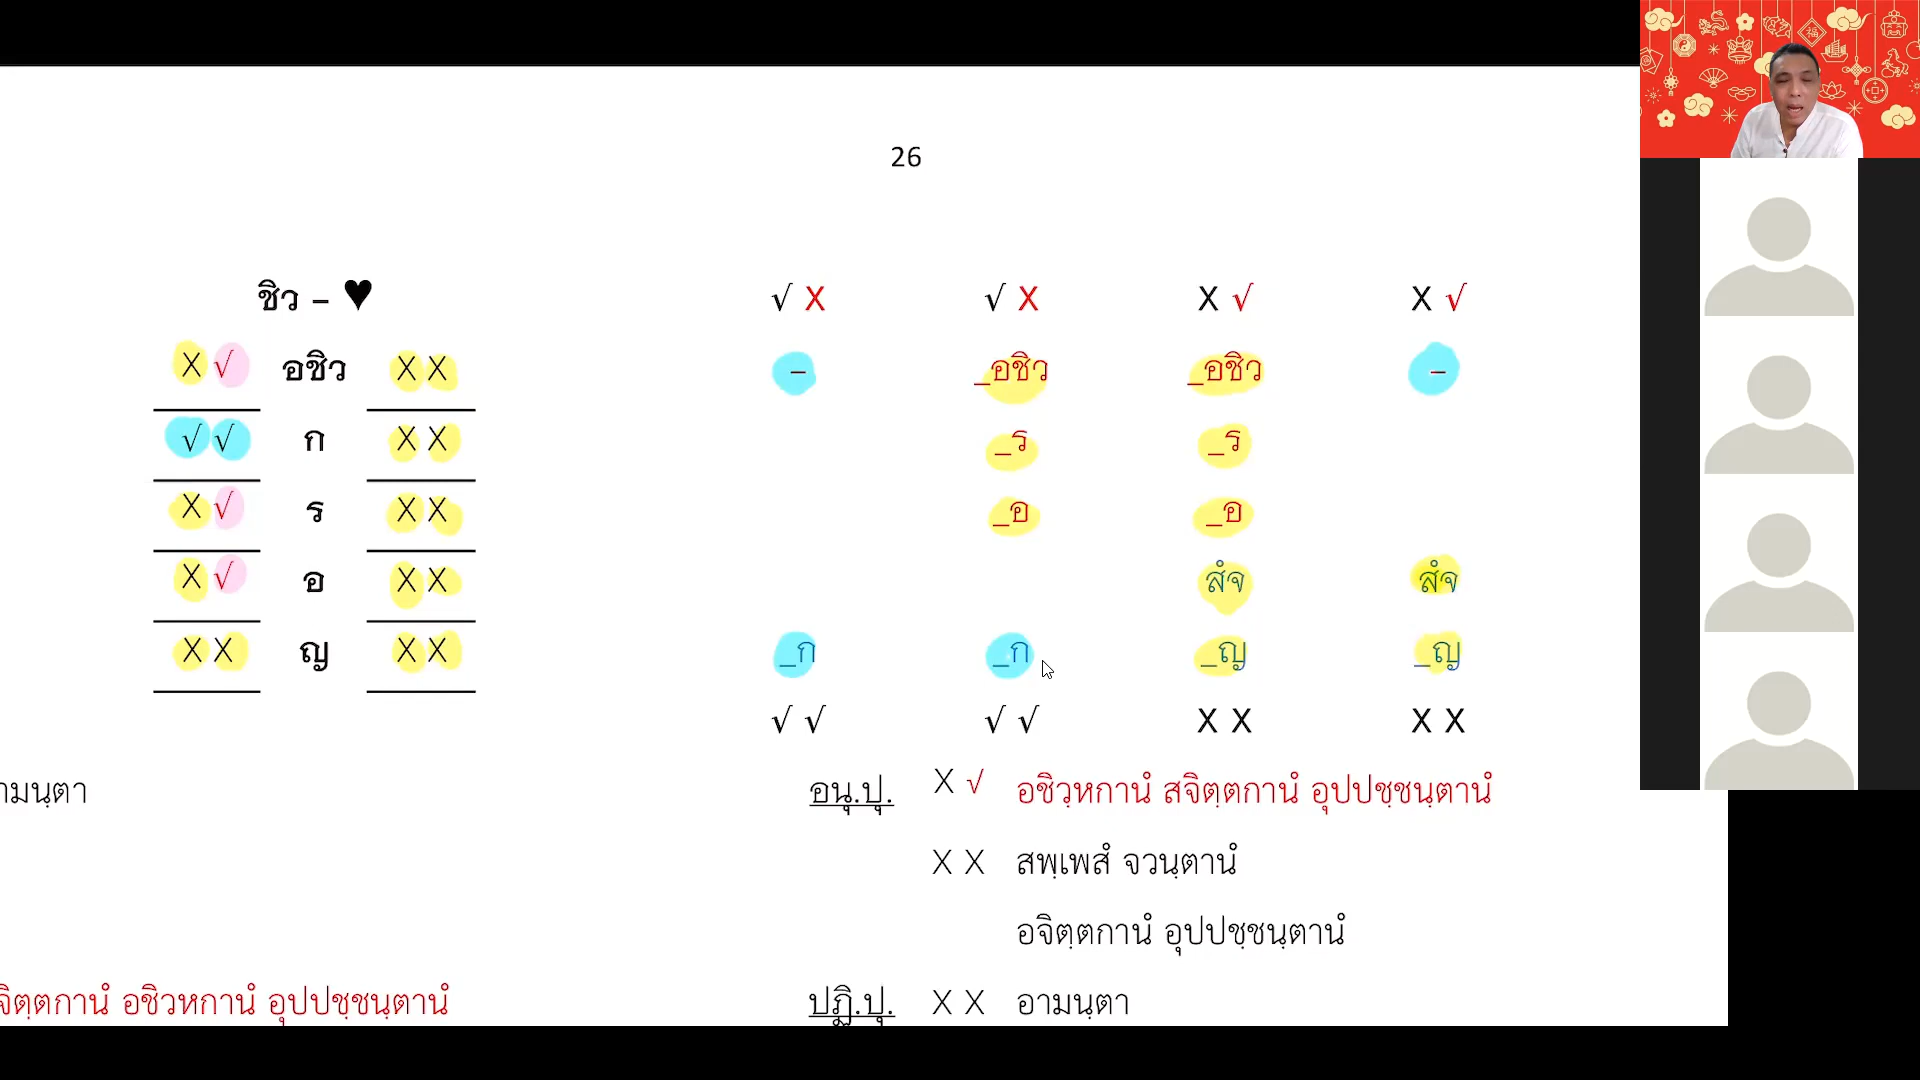 26
ชิว – ♥
√ X √ X X √ X √
X √ อชิว X X – _อชิว _อชิว –
√ √ ก X X
X √ ร X X _ร _ร
X √ อ X X _อ _อ
สํจ สํจ
X X ญ X X _ก _ก _ญ _ญ
√ √ √ √ X X X X
ามนฺตา
อนุ.ปุ. X √ อชิวฺหกานํ สจิตฺตกานํ อุปปชฺชนฺตานํ
X X สพฺเพสํ จวนฺตานํ
อจิตฺตกานํ อุปปชฺชนฺตานํ
จิตฺตกานํ อชิวหกานํ อุปปชฺชนฺตานํ
ปฏิ.ปุ. X X อามนฺตา